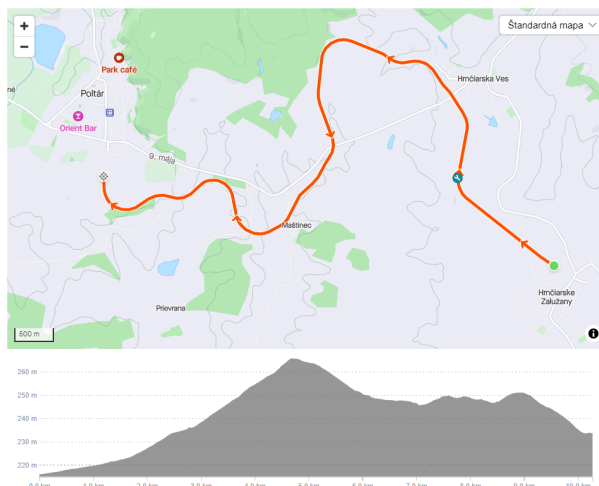 +
Štandardná mapa
−
Park café
Hrnčiarska Ves
né
Poltár
Orient Bar
9. mája
Maštinec
Hrnčiarske
Zalužany
Prievrana
500 m
260 m
250 m
240 m
230 m
220 m
0.0 km 1.0 km 2.0 km 3.0 km 4.0 km 5.0 km 6.0 km 7.0 km 8.0 km 9.0 km 10.0 km